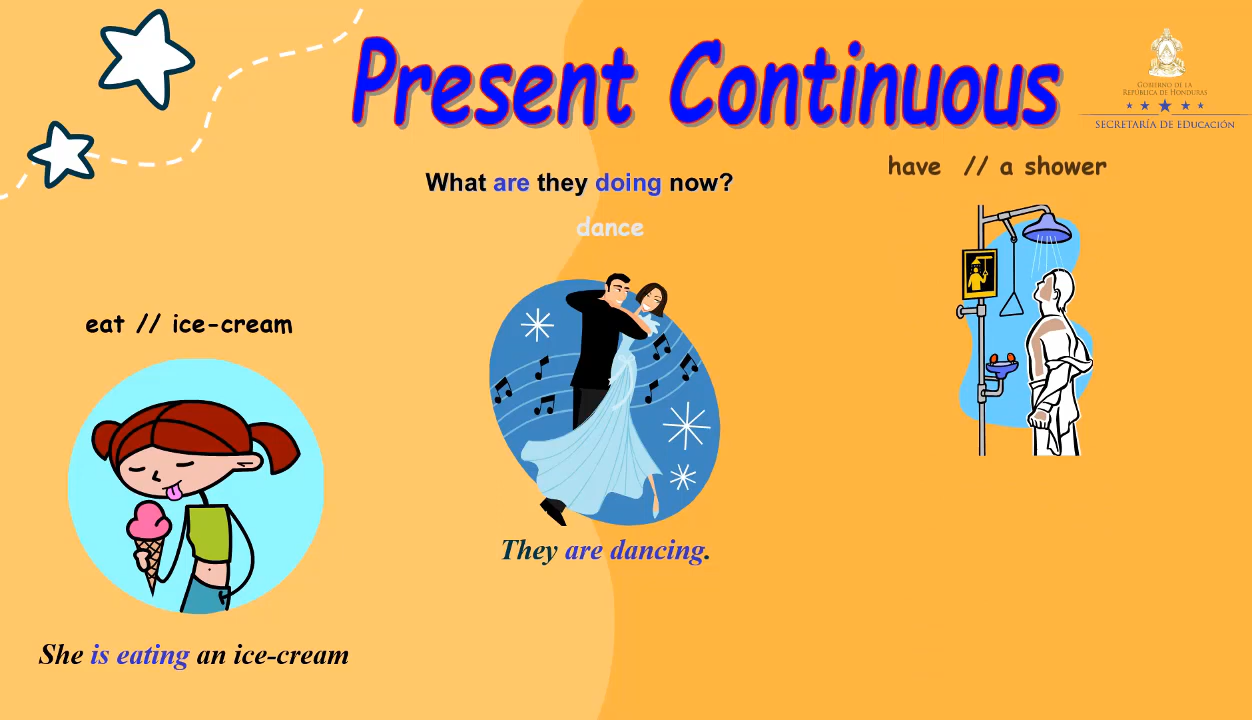 Present Continuous
GOBIERNO DE LA
REPÚBLICA DE HONDURAS
SECRETARÍA DE EDUCACIÓN
What are they doing now?
dance
have // a shower
eat // ice-cream
They are dancing.
She is eating an ice-cream